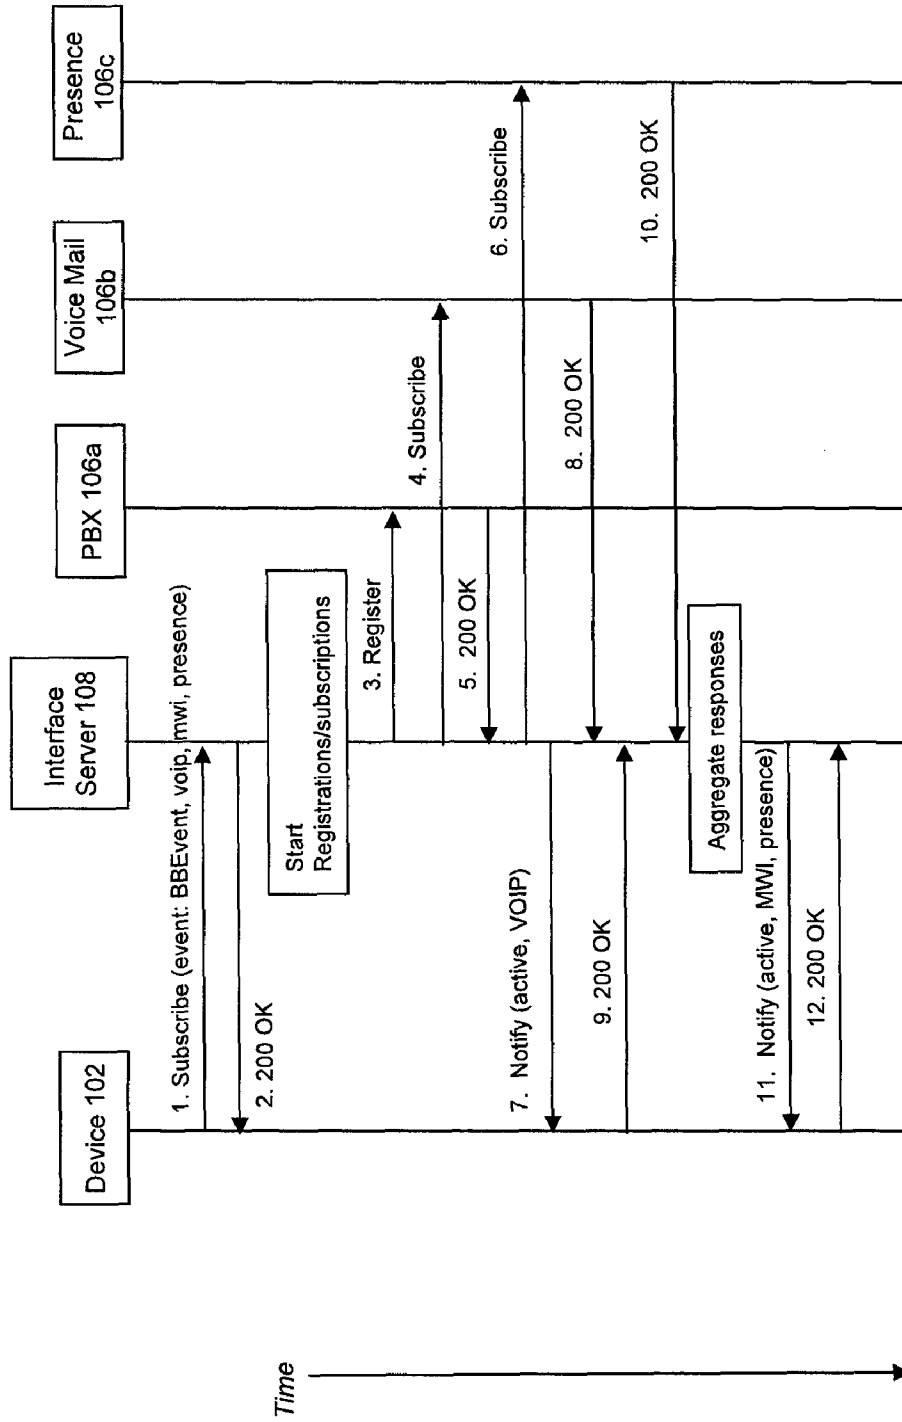 Device 102
Interface
Server 108
PBX 106a
Voice Mail
106b
Presence
106c
Time
1. Subscribe (event: BBEvent, voip, mwi, presence)
2. 200 OK
Start
Registrations/subscriptions
3. Register
4. Subscribe
5. 200 OK
6. Subscribe
7. Notify (active, VOIP)
8. 200 OK
9. 200 OK
10. 200 OK
Aggregate responses
11. Notify (active, MWI, presence)
12. 200 OK